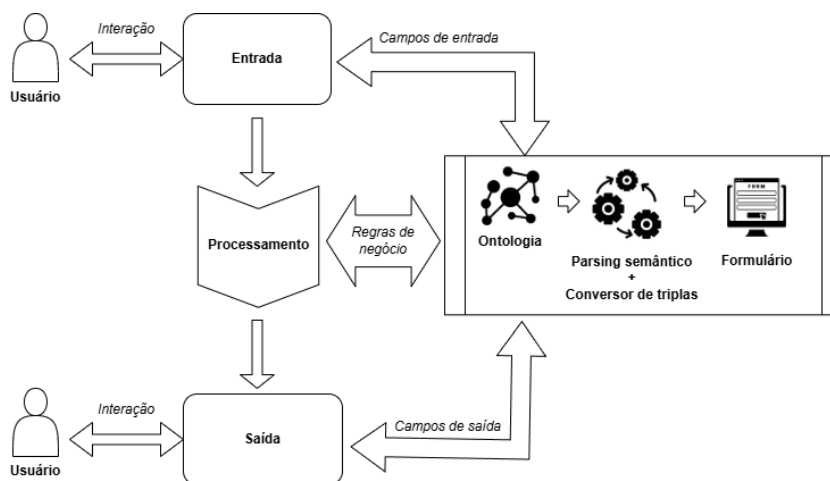 Interação
Campos de entrada
Entrada
Usuário
FORM
Ontologia
Processamento
Regras de
negócio
Parsing semântico
+
Conversor de triplas
Formulário
Interação
Campos de saída
Saída
Usuário